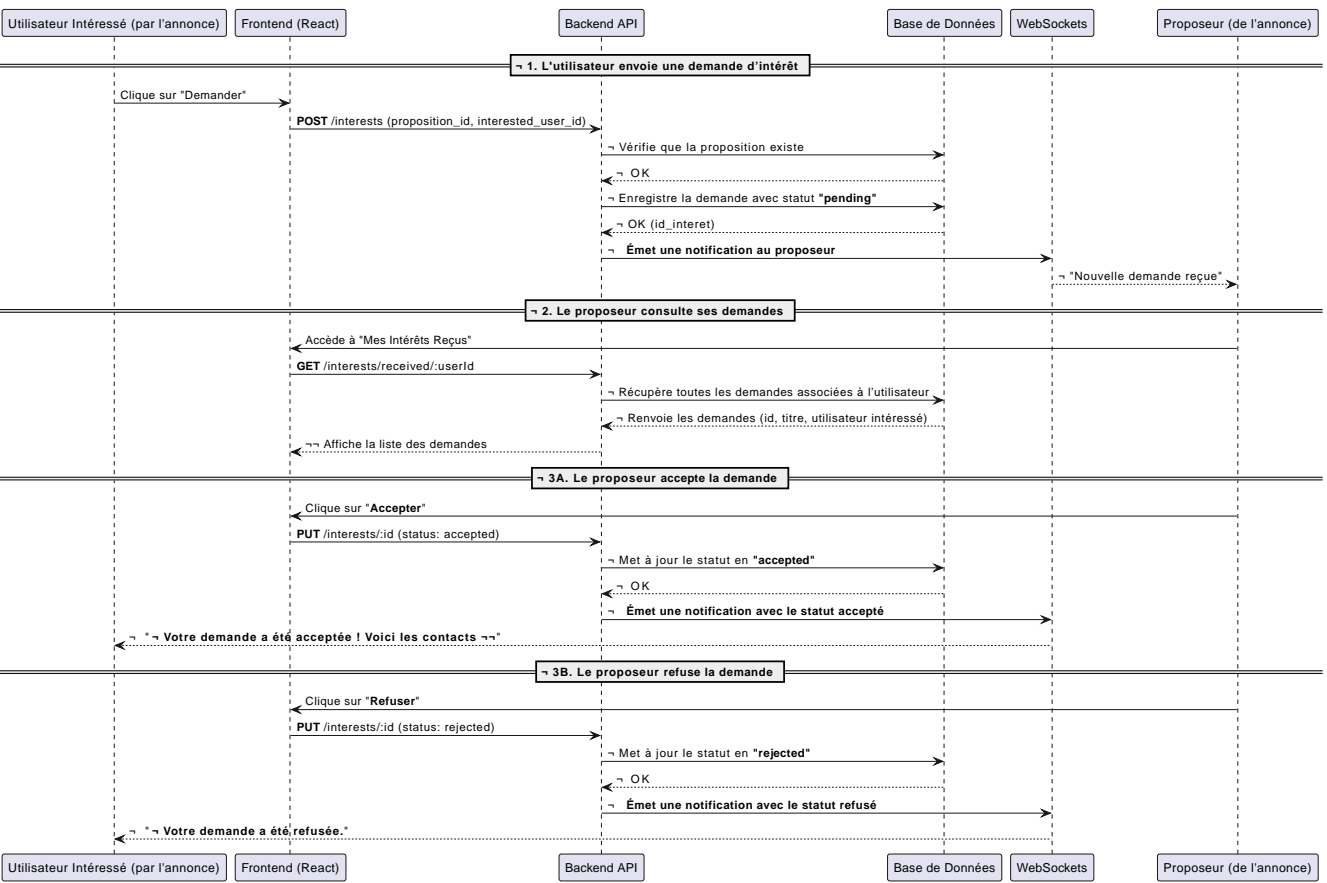 Utilisateur Intéressé (par l'annonce)
Frontend (React)
Backend API
Base de Données
WebSockets
Proposeur (de l'annonce)
¬ 1. L'utilisateur envoie une demande d'intérêt
Clique sur "Demander"
POST /interests (proposition_id, interested_user_id)
¬ Vérifie que la proposition existe
¬ OK
¬ Enregistre la demande avec statut "pending"
¬ OK (id_interet)
¬ Émet une notification au proposeur
¬ "Nouvelle demande reçue"
¬ 2. Le proposeur consulte ses demandes
Accède à "Mes Intérêts Reçus"
GET /interests/received/:userId
¬ Récupère toutes les demandes associées à l'utilisateur
¬ Renvoie les demandes (id, titre, utilisateur intéressé)
¬¬ Affiche la liste des demandes
¬ 3A. Le proposeur accepte la demande
Clique sur "Accepter"
PUT /interests/:id (status: accepted)
¬ Met à jour le statut en "accepted"
¬ OK
¬ Émet une notification avec le statut accepté
¬ "¬ Votre demande a été acceptée ! Voici les contacts ¬¬"
¬ 3B. Le proposeur refuse la demande
Clique sur "Refuser"
PUT /interests/:id (status: rejected)
¬ Met à jour le statut en "rejected"
¬ OK
¬ Émet une notification avec le statut refusé
¬ "¬ Votre demande a été refusée."
Utilisateur Intéressé (par l'annonce)
Frontend (React)
Backend API
Base de Données
WebSockets
Proposeur (de l'annonce)